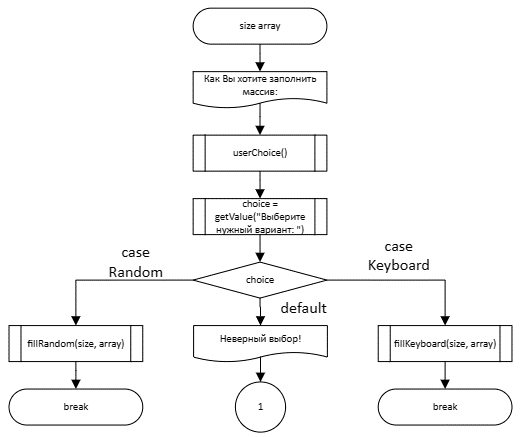 size array
Как Вы хотите заполнить
массив:
userChoice()
choice =
getValue("Выберите
нужный вариант: ")
case
Random
choice
case
Keyboard
default
fillRandom(size, array)
Неверный выбор!
fillKeyboard(size, array)
break
1
break